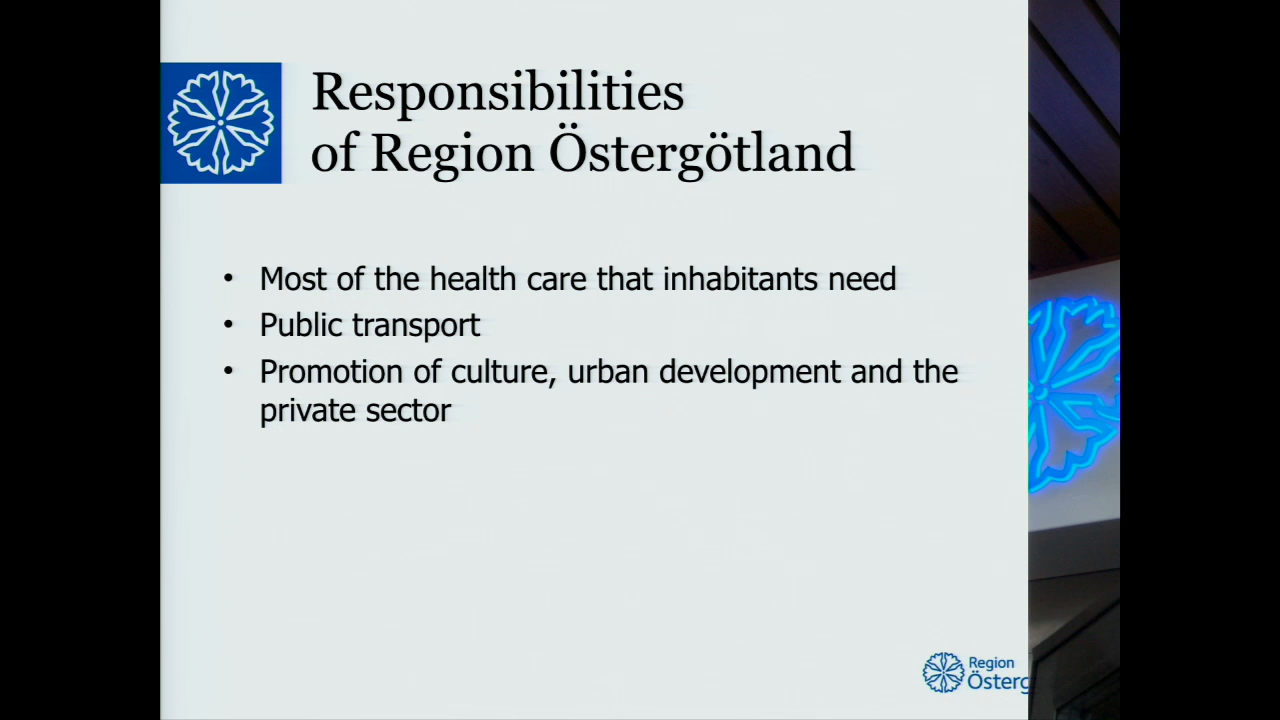 Responsibilities
of Region Östergötland
• Most of the health care that inhabitants need
• Public transport
• Promotion of culture, urban development and the
private sector
Region
Österg